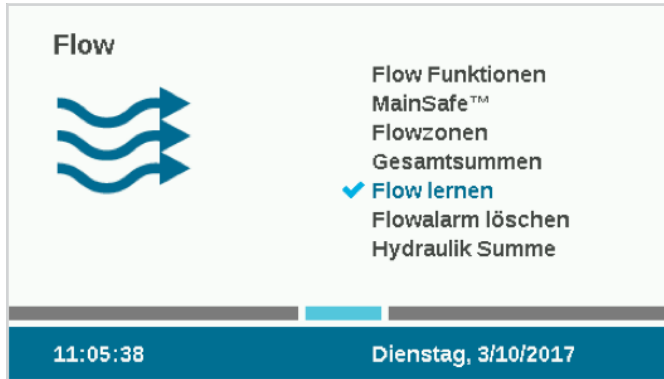 Flow
Flow Funktionen
MainSafe™
Flowzonen
Gesamtsummen
Flow lernen
Flowalarm löschen
Hydraulik Summe
11:05:38
Dienstag, 3/10/2017